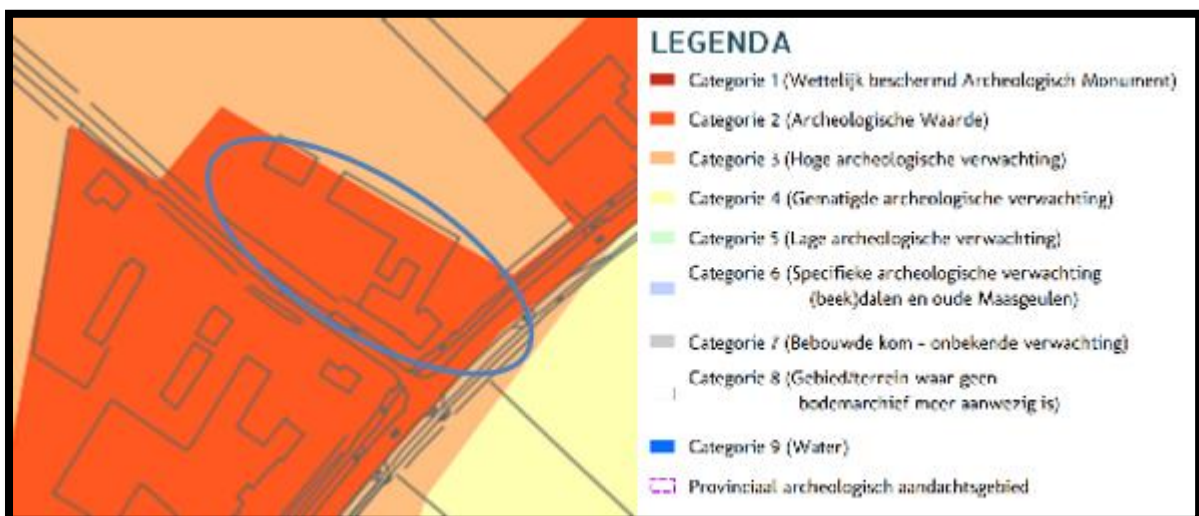 LEGENDA
Categorie 1 (Wettelijk beschermd Archeologisch Monument)
Categorie 2 (Archeologische Waarde)
Categorie 3 (Hoge archeologische verwachting)
Categorie 4 (Gematigde archeologische verwachting)
Categorie 5 (Lage archeologische verwachting)
Categorie 6 (Specifieke archeologische verwachting
(beek)dalen en oude Maasgeulen)
Categorie 7 (Bebouwde kom - onbekende verwachting)
Categorie 8 (Gebied/terrein waar geen
bodemarchief meer aanwezig is)
Categorie 9 (Water)
Provinciaal archeologisch aandachtsgebied